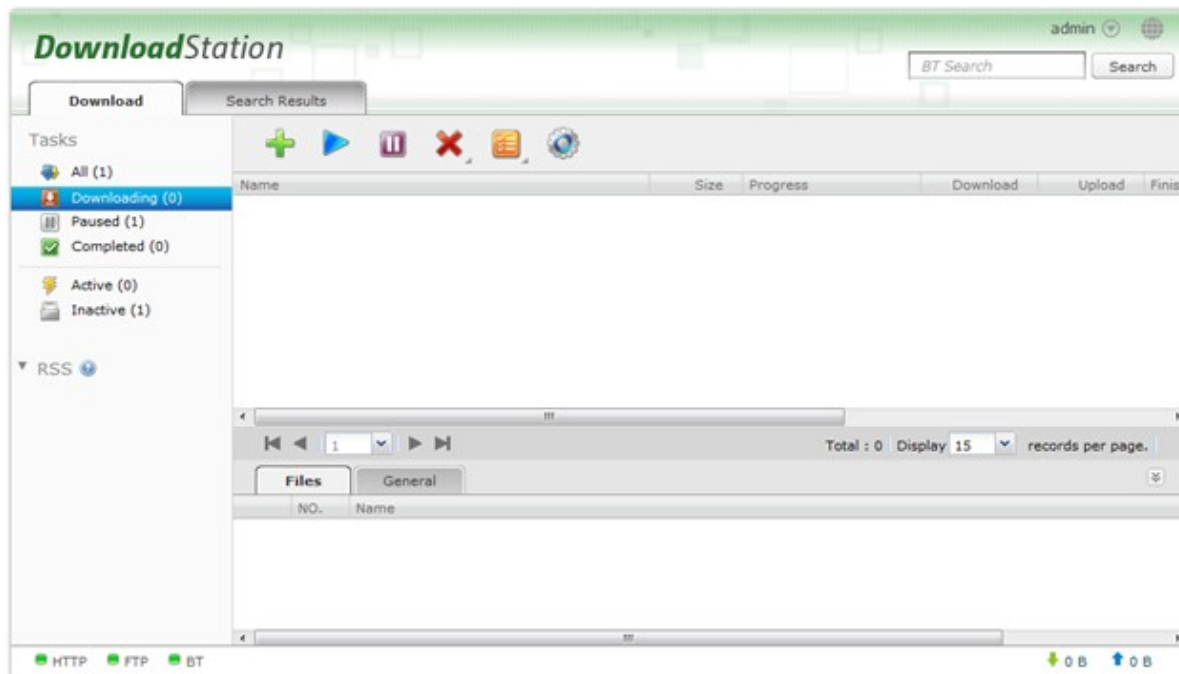 DownloadStation
admin
BT Search
Search
Download
Search Results
Tasks
All (1)
Downloading (0)
Paused (1)
Completed (0)
Active (0)
Inactive (1)
RSS
Name Size Progress Download Upload Finis
1
Total : 0 Display 15 records per page.
Files General
NO. Name
HTTP FTP BT
0 B 0 B